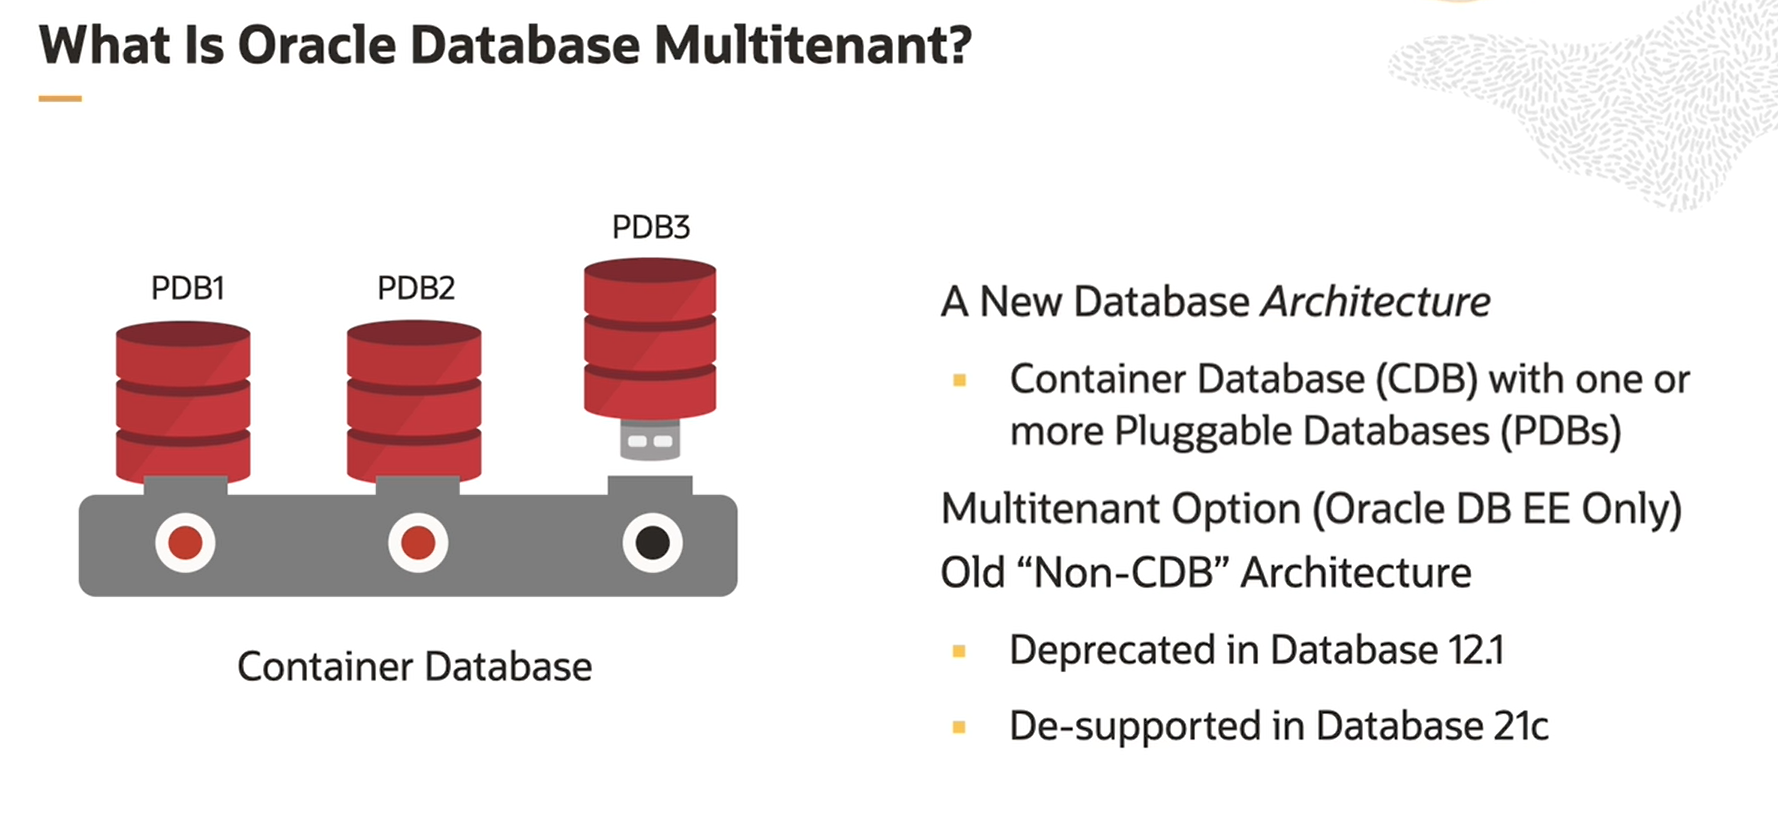 What Is Oracle Database Multitenant?
PDB1
PDB2
PDB3
Container Database
A New Database Architecture
Container Database (CDB) with one or
more Pluggable Databases (PDBs)
Multitenant Option (Oracle DB EE Only)
Old “Non-CDB” Architecture
Deprecated in Database 12.1
De-supported in Database 21c